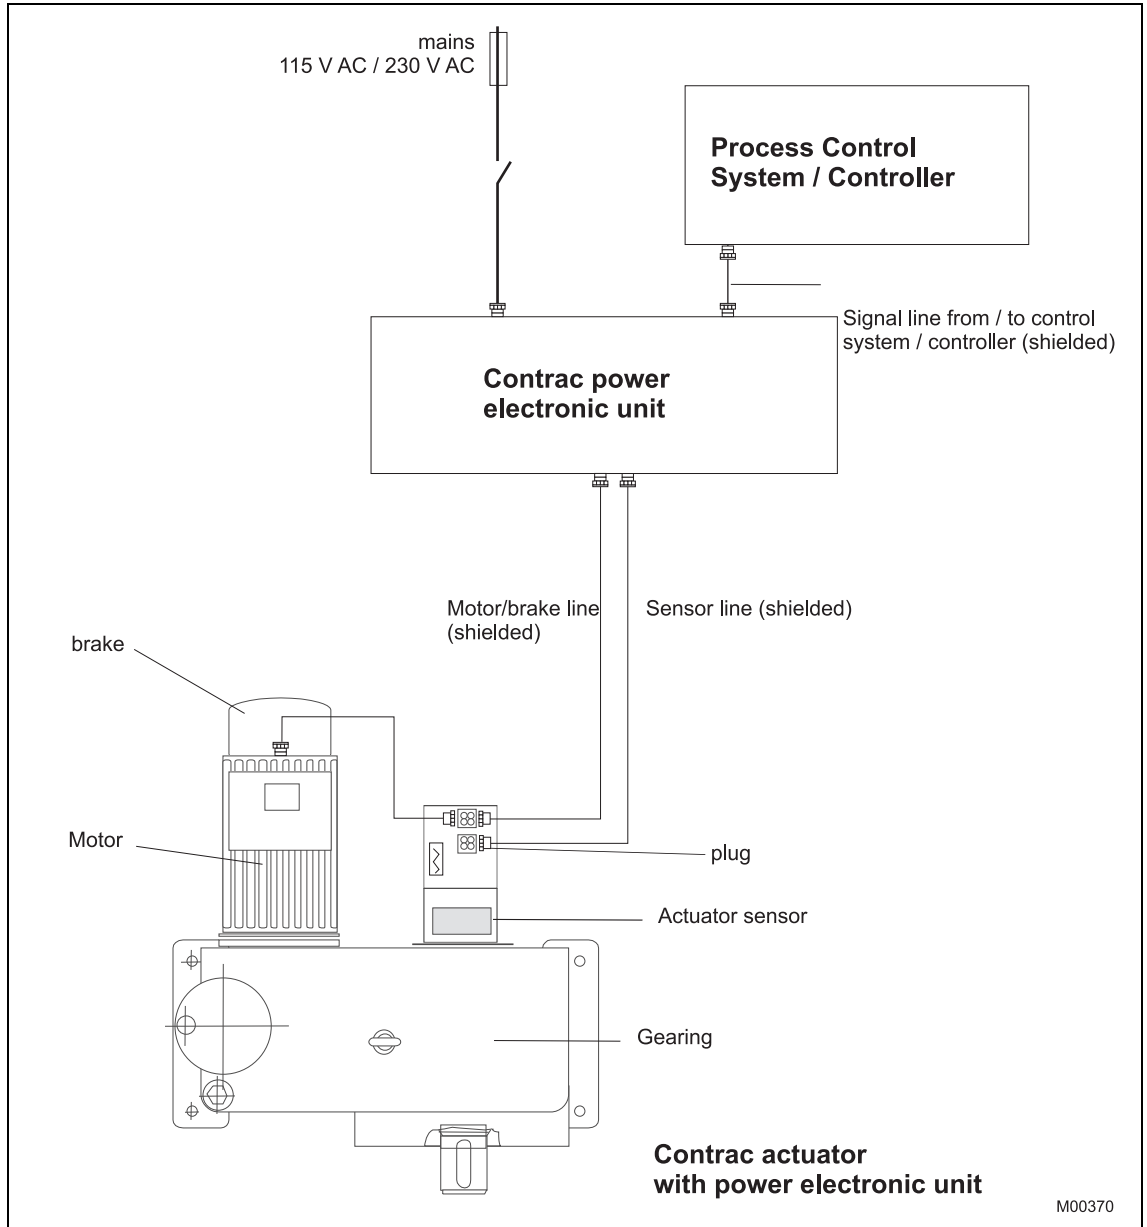 mains
115 V AC / 230 V AC
Process Control
System / Controller
Signal line from / to control
system / controller (shielded)
Contrac power
electronic unit
Motor/brake line
(shielded)
Sensor line (shielded)
brake
Motor
plug
Actuator sensor
Gearing
Contrac actuator
with power electronic unit
M00370